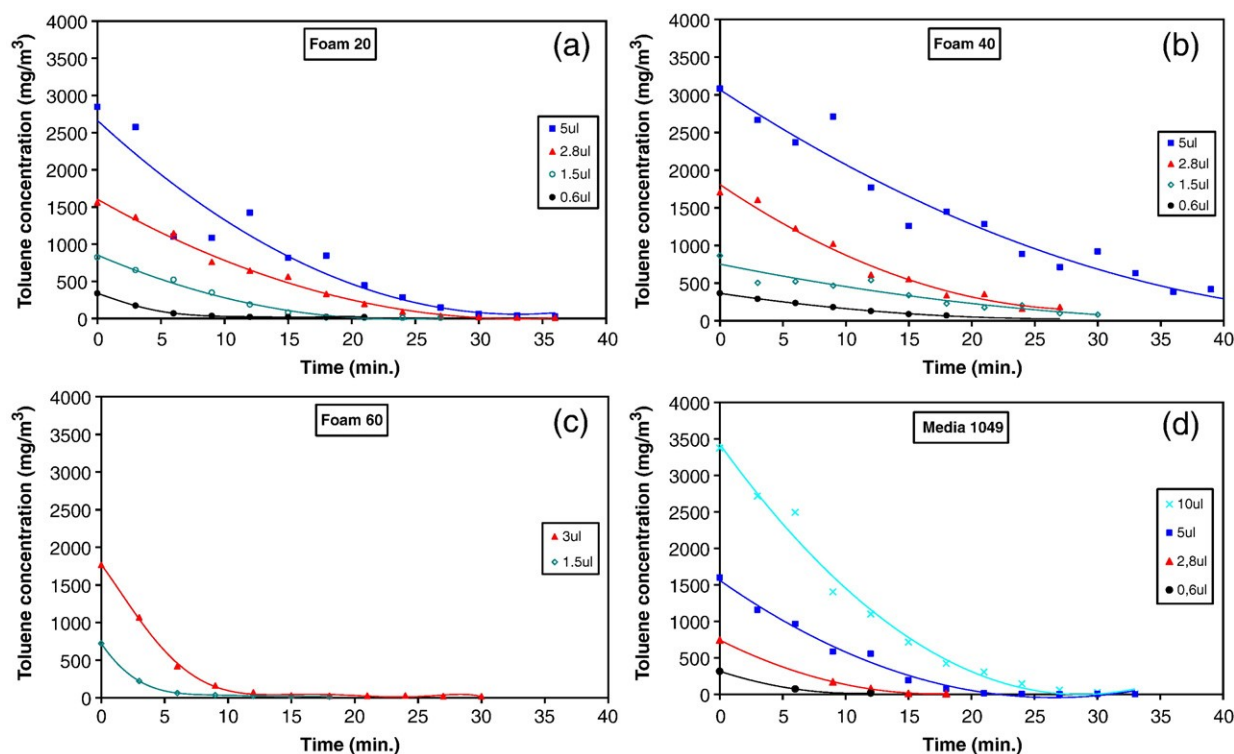 (a)
Foam 20
Toluene concentration (mg/m³)
4000
3500
3000
2500
2000
1500
1000
500
0
5ul
2.8ul
1.5ul
0.6ul
0 5 10 15 20 25 30 35 40
Time (min.)
(b)
Foam 40
Toluene concentration (mg/m³)
4000
3500
3000
2500
2000
1500
1000
500
0
5ul
2.8ul
1.5ul
0.6ul
0 5 10 15 20 25 30 35 40
Time (min.)
(c)
Foam 60
Toluene concentration (mg/m³)
4000
3500
3000
2500
2000
1500
1000
500
0
3ul
1.5ul
0 5 10 15 20 25 30 35 40
Time (min.)
(d)
Media 1049
Toluene concentration (mg/m³)
4000
3500
3000
2500
2000
1500
1000
500
0
10ul
5ul
2,8ul
0,6ul
0 5 10 15 20 25 30 35 40
Time (min.)